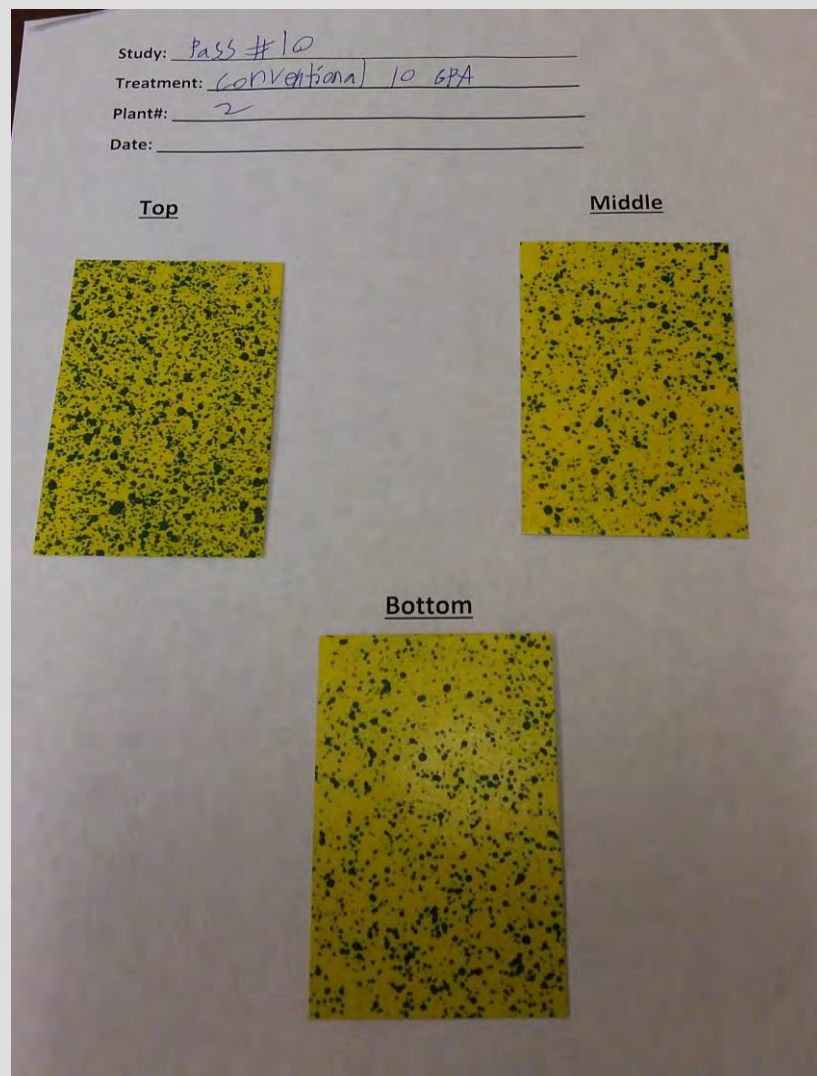 Study: Pass #10
Treatment: Conventional 10 GPA
Plant#: 2
Date:
Top
Middle
Bottom